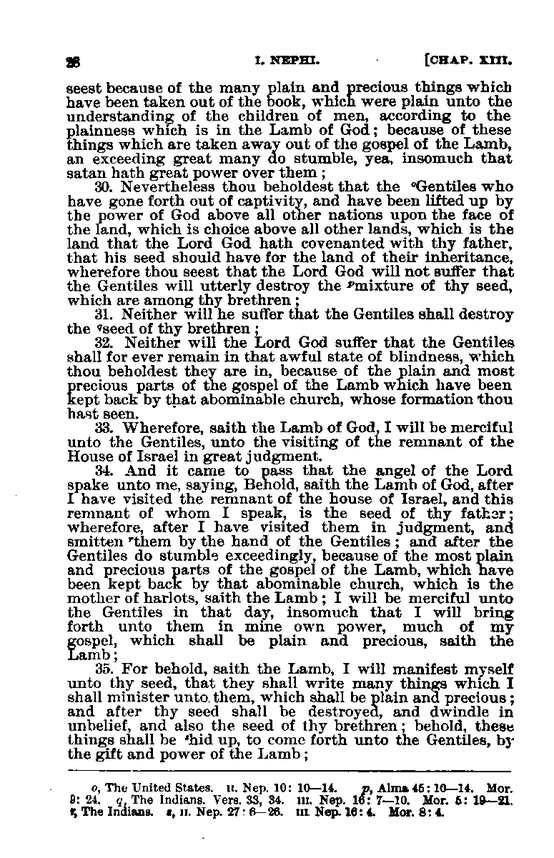 26 I. NEPHI. [CHAP. XIII.
seest because of the many plain and precious things which
have been taken out of the book, which were plain unto the
understanding of the children of men, according to the
plainness which is in the Lamb of God; because of these
things which are taken away out of the gospel of the Lamb,
an exceeding great many do stumble, yea, insomuch that
satan hath great power over them;
30. Nevertheless thou beholdest that the ᵒGentiles who
have gone forth out of captivity, and have been lifted up by
the power of God above all other nations upon the face of
the land, which is choice above all other lands, which is the
land that the Lord God hath covenanted with thy father,
that his seed should have for the land of their inheritance,
wherefore thou seest that the Lord God will not suffer that
the Gentiles will utterly destroy the ᵖmixture of thy seed,
which are among thy brethren;
31. Neither will he suffer that the Gentiles shall destroy
the qseed of thy brethren;
32. Neither will the Lord God suffer that the Gentiles
shall for ever remain in that awful state of blindness, which
thou beholdest they are in, because of the plain and most
precious parts of the gospel of the Lamb which have been
kept back by that abominable church, whose formation thou
hast seen.
33. Wherefore, saith the Lamb of God, I will be merciful
unto the Gentiles, unto the visiting of the remnant of the
House of Israel in great judgment.
34. And it came to pass that the angel of the Lord
spake unto me, saying, Behold, saith the Lamb of God, after
I have visited the remnant of the house of Israel, and this
remnant of whom I speak, is the seed of thy father;
wherefore, after I have visited them in judgment, and
smitten ʳthem by the hand of the Gentiles; and after the
Gentiles do stumble exceedingly, because of the most plain
and precious parts of the gospel of the Lamb, which have
been kept back by that abominable church, which is the
mother of harlots, saith the Lamb; I will be merciful unto
the Gentiles in that day, insomuch that I will bring
forth unto them in mine own power, much of my
gospel, which shall be plain and precious, saith the
Lamb;
35. For behold, saith the Lamb, I will manifest myself
unto thy seed, that they shall write many things which I
shall minister unto them, which shall be plain and precious;
and after thy seed shall be destroyed, and dwindle in
unbelief, and also the seed of thy brethren; behold, these
things shall be ˢhid up, to come forth unto the Gentiles, by
the gift and power of the Lamb;
o, The United States. II. Nep. 10: 10—14. p, Alma 45: 10—14. Mor.
9: 24. q, The Indians. Vers. 33, 34. III. Nep. 16: 7—10. Mor. 5: 19—21.
r, The Indians. s, II. Nep. 27: 6—26. III. Nep. 16: 4. Mor. 8: 4.